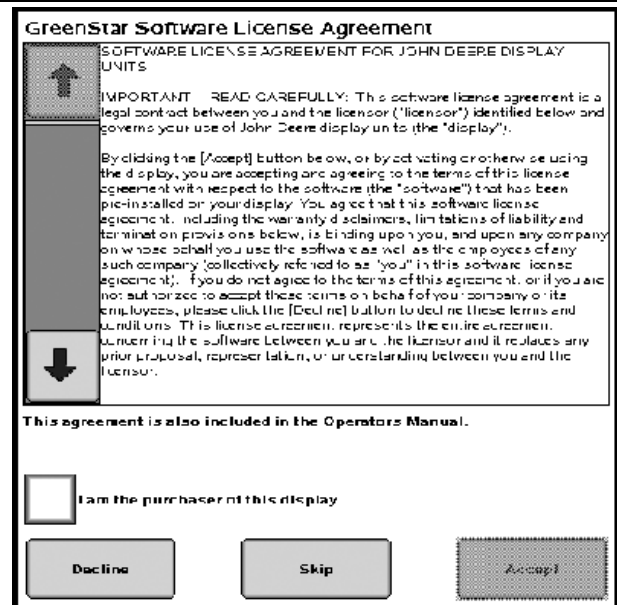 GreenStar Software License Agreement
SOFTWARE LICENSE AGREEMENT FOR JOHN DEERE DISPLAY
UNITS
IMPORTANT READ CAREFULLY: This software license agreement is a
legal contract between you and the licensor ("licensor") identified below and
governs your use of John Deere display units (the "display").
By clicking the [Accept] button below, or by activating or otherwise using
the display, you are accepting and agreeing to the terms of this license
agreement with respect to the software (the "software") that has been
pre-installed on your display. You agree that this software license
agreement, including the warranty disclaimers, limitations of liability and
termination provisions below, is binding upon you, and upon any company
on whose behalf you use the software as well as the employees of any
such company (collectively referred to as "you" in this software license
agreement). If you do not agree to the terms of this agreement, or if you are
not authorized to accept these terms on behalf of your company or its
employees, please click the [Decline] button to decline these terms and
conditions. This license agreement represents the entire agreement
concerning the software between you and the licensor and it replaces any
prior proposal, representation, or understanding between you and the
licensor.
This agreement is also included in the Operators Manual.
I am the purchaser of this display
Decline
Skip
Accept